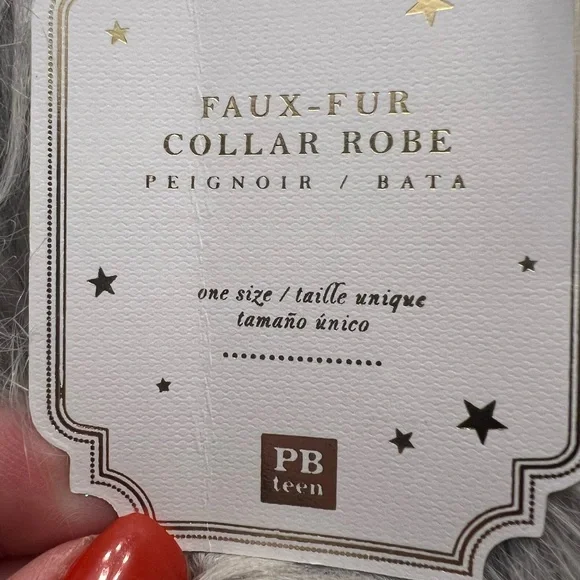 FAUX-FUR
COLLAR ROBE
PEIGNOIR / BATA
one size / taille unique
tamaño único
PB
teen